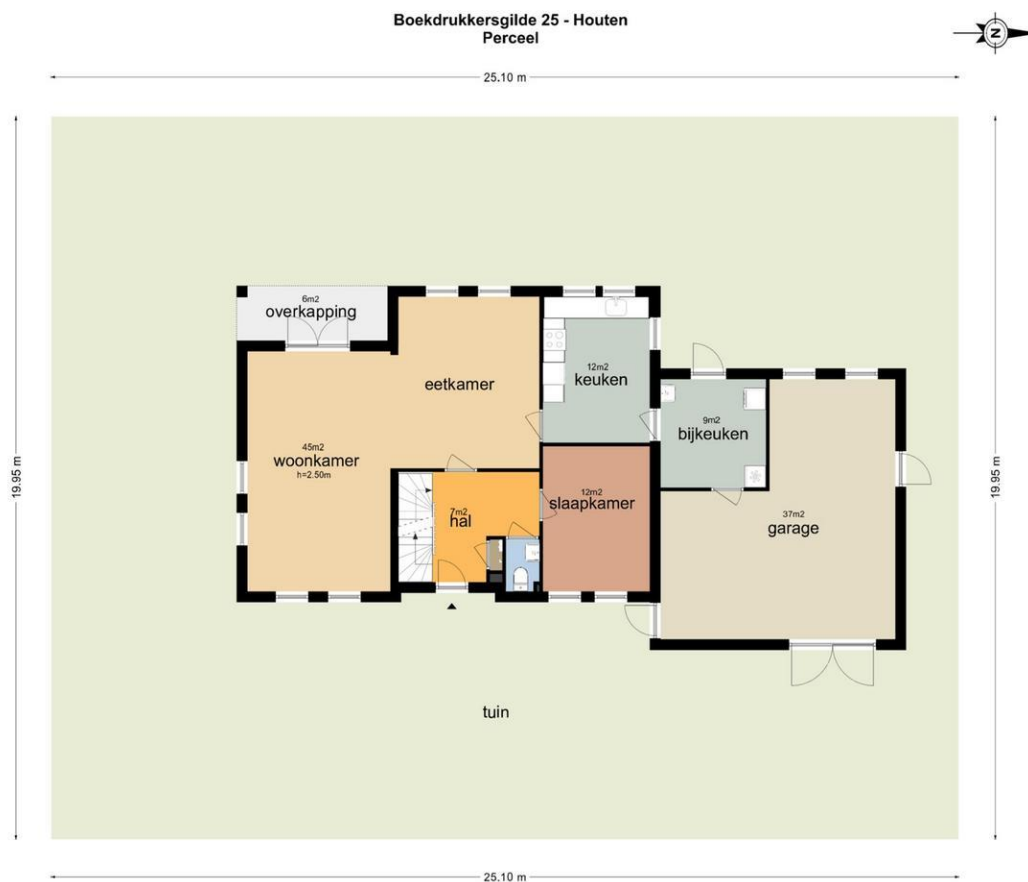 Boekdrukkersgilde 25 - Houten
Perceel
N
25.10 m
19.95 m
19.95 m
6m2
overkapping
eetkamer
12m2
keuken
9m2
bijkeuken
45m2
woonkamer
h=2.50m
7m2
hal
12m2
slaapkamer
37m2
garage
tuin
25.10 m